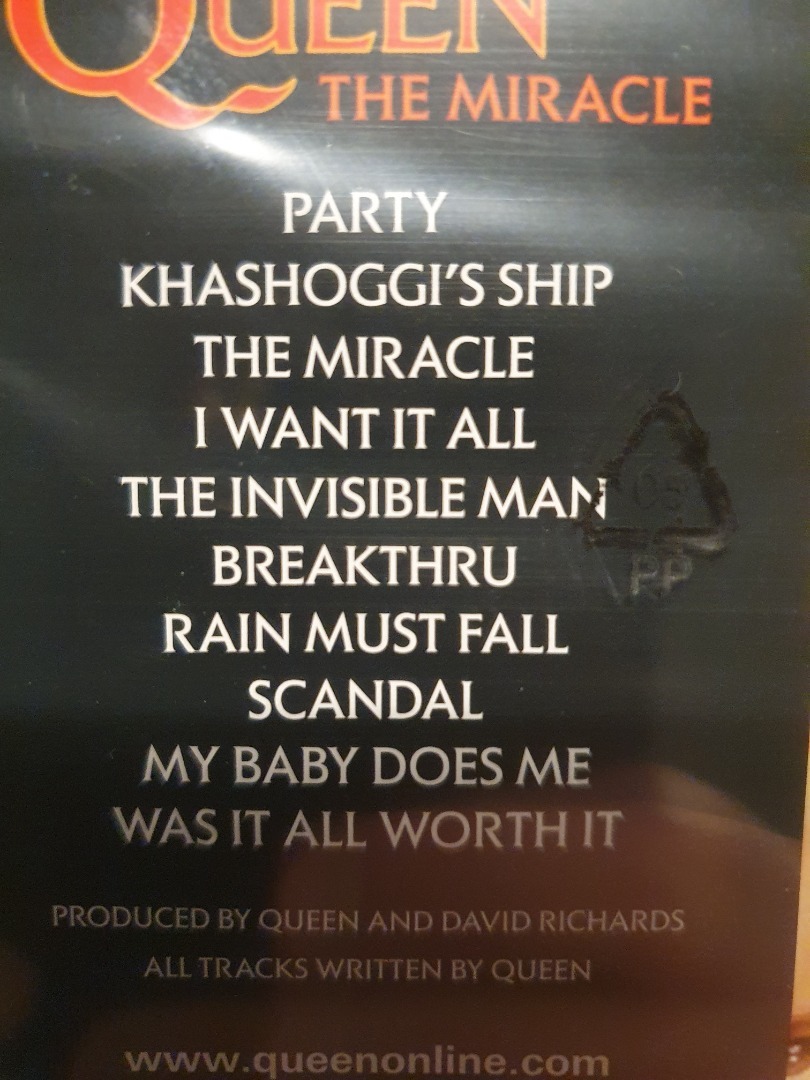 QUEEN
THE MIRACLE
PARTY
KHASHOGGI'S SHIP
THE MIRACLE
I WANT IT ALL
THE INVISIBLE MAN
BREAKTHRU
RAIN MUST FALL
SCANDAL
MY BABY DOES ME
WAS IT ALL WORTH IT
05
PP
PRODUCED BY QUEEN AND DAVID RICHARDS
ALL TRACKS WRITTEN BY QUEEN
www.queenonline.com